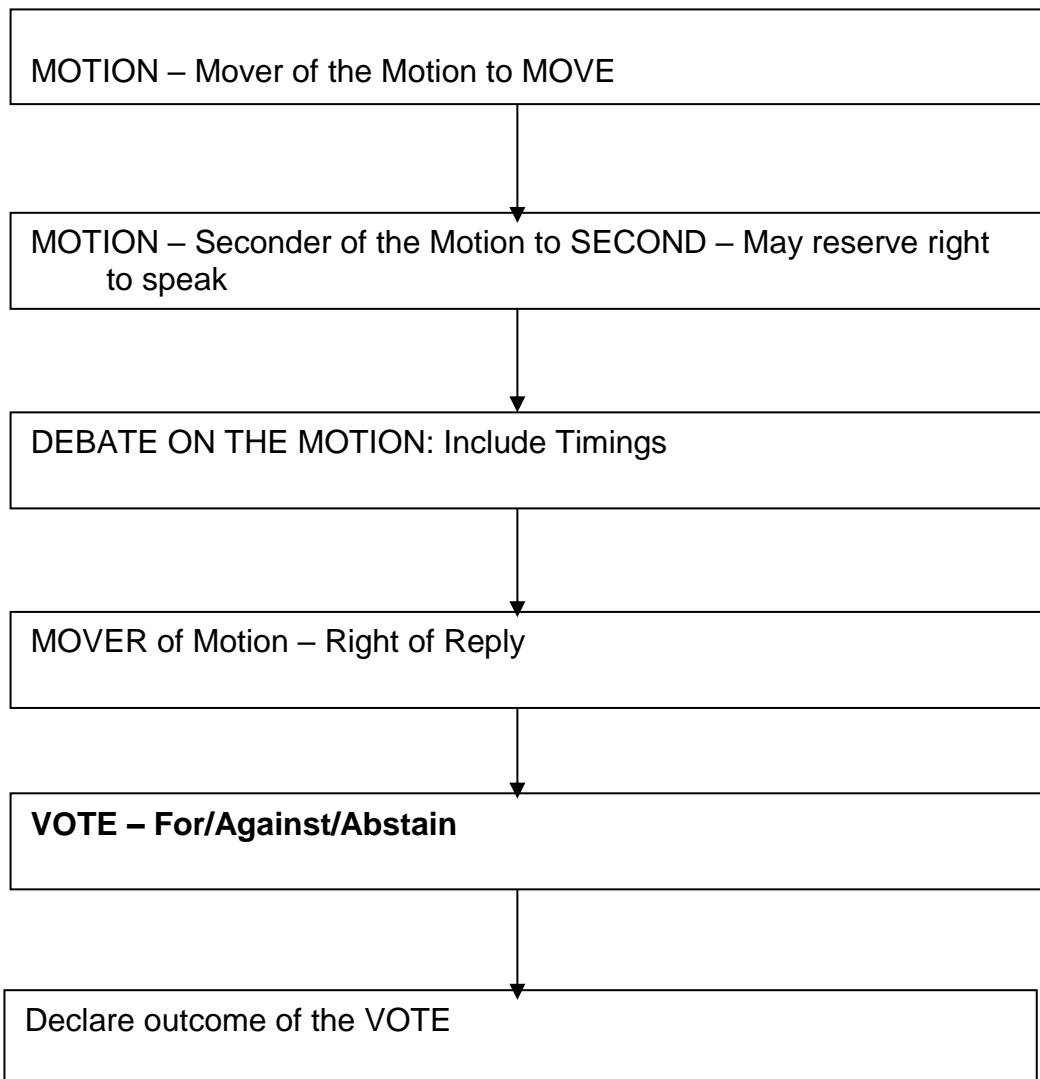 MOTION – Mover of the Motion to MOVE
MOTION – Seconder of the Motion to SECOND – May reserve right
to speak
DEBATE ON THE MOTION: Include Timings
MOVER of Motion – Right of Reply
VOTE – For/Against/Abstain
Declare outcome of the VOTE